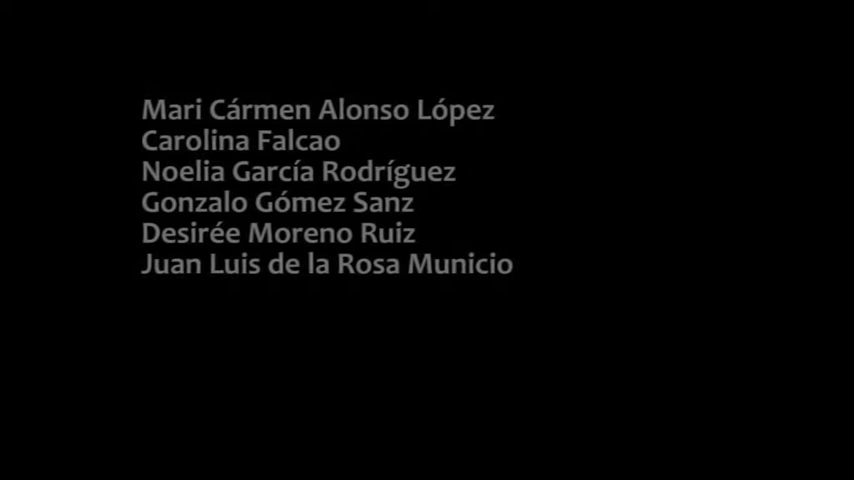 Mari Cármen Alonso López
Carolina Falcao
Noelia García Rodríguez
Gonzalo Gómez Sanz
Desirée Moreno Ruiz
Juan Luis de la Rosa Municio